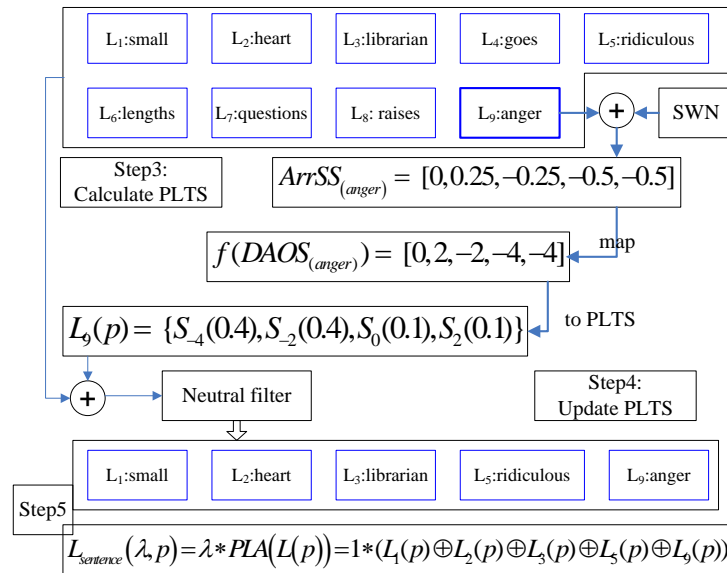 L₁:small L₂:heart L₃:librarian L₄:goes L₅:ridiculous
L₆:lengths L₇:questions L₈: raises L₉:anger + SWN
Step3:
Calculate PLTS
ArrSS₍anger₎ = [0,0.25,−0.25,−0.5,−0.5]
map
f(DAOS₍anger₎) = [0,2,−2,−4,−4]
to PLTS
L₉(p) = {S₋₄(0.4),S₋₂(0.4),S₀(0.1),S₂(0.1)}
+ Neutral filter
Step4:
Update PLTS
L₁:small L₂:heart L₃:librarian L₅:ridiculous L₉:anger
Step5
L_sentence(λ,p)=λ*PLA(L(p))=1*(L₁(p)⊕L₂(p)⊕L₃(p)⊕L₅(p)⊕L₉(p))